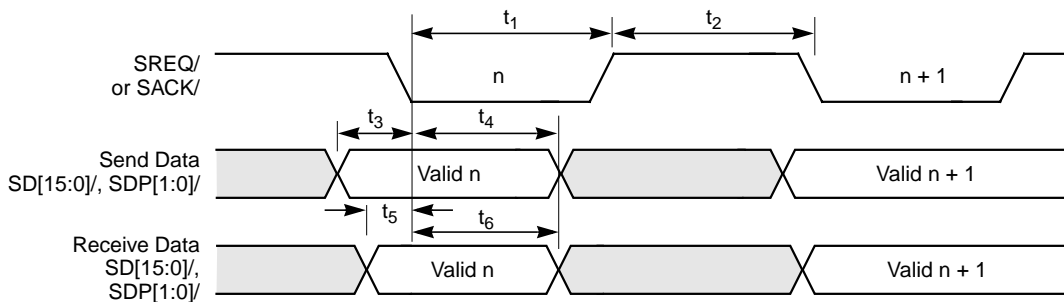 t1 t2
SREQ/
or SACK/
n n + 1
t3 t4
Send Data
SD[15:0]/, SDP[1:0]/
Valid n Valid n + 1
t5 t6
Receive Data
SD[15:0]/,
SDP[1:0]/
Valid n Valid n + 1